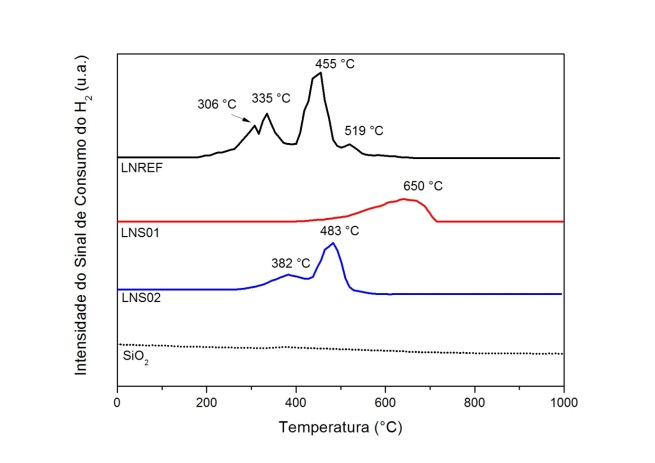 455 °C
335 °C
306 °C
519 °C
LNREF
650 °C
LNS01
483 °C
382 °C
LNS02
SiO₂
0 200 400 600 800 1000
Temperatura (°C)
Intensidade do Sinal de Consumo do H₂ (u.a.)